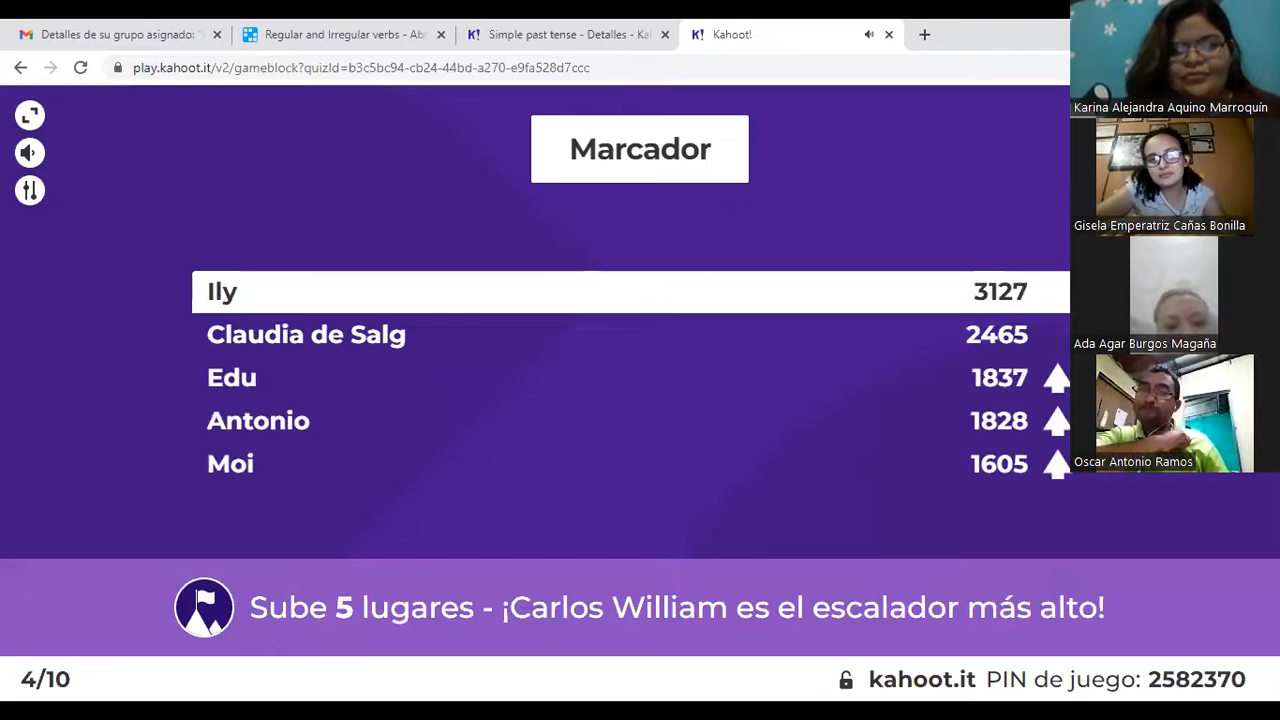 Detalles de su grupo asignado: "
Regular and Irregular verbs - Ab
Simple past tense - Detalles - Ka
Kahoot!
play.kahoot.it/v2/gameblock?quizId=b3c5bc94-cb24-44bd-a270-e9fa528d7ccc
Karina Alejandra Aquino Marroquín
Marcador
Gisela Emperatriz Cañas Bonilla
Ily 3127
Claudia de Salg 2465
Ada Agar Burgos Magaña
Edu 1837
Antonio 1828
Moi 1605
Oscar Antonio Ramos
Sube 5 lugares - ¡Carlos William es el escalador más alto!
4/10
kahoot.it PIN de juego: 2582370